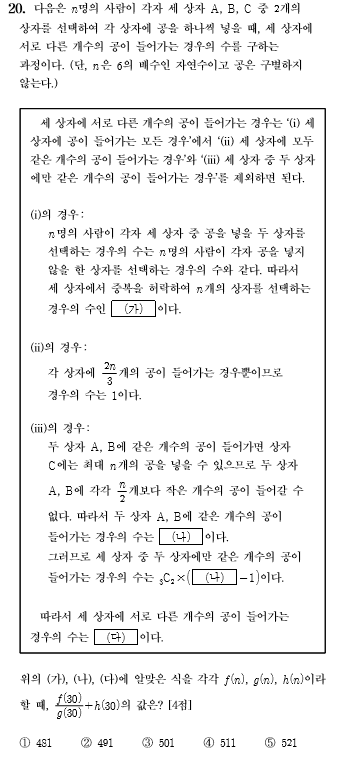 20. 다음은 n명의 사람이 각자 세 상자 A, B, C 중 2개의
상자를 선택하여 각 상자에 공을 하나씩 넣을 때, 세 상자에
서로 다른 개수의 공이 들어가는 경우의 수를 구하는
과정이다. (단, n은 6의 배수인 자연수이고 공은 구별하지
않는다.)
세 상자에 서로 다른 개수의 공이 들어가는 경우는 '(i) 세
상자에 공이 들어가는 모든 경우'에서 '(ii) 세 상자에 모두
같은 개수의 공이 들어가는 경우'와 '(iii) 세 상자 중 두 상자
에만 같은 개수의 공이 들어가는 경우'를 제외하면 된다.
(i)의 경우:
n명의 사람이 각자 세 상자 중 공을 넣을 두 상자를
선택하는 경우의 수는 n명의 사람이 각자 공을 넣지
않을 한 상자를 선택하는 경우의 수와 같다. 따라서
세 상자에서 중복을 허락하여 n개의 상자를 선택하는
경우의 수인 (가) 이다.
(ii)의 경우:
각 상자에 2n/3 개의 공이 들어가는 경우뿐이므로
경우의 수는 1이다.
(iii)의 경우:
두 상자 A, B에 같은 개수의 공이 들어가면 상자
C에는 최대 n개의 공을 넣을 수 있으므로 두 상자
A, B에 각각 n/2 개보다 작은 개수의 공이 들어갈 수
없다. 따라서 두 상자 A, B에 같은 개수의 공이
들어가는 경우의 수는 (나) 이다.
그러므로 세 상자 중 두 상자에만 같은 개수의 공이
들어가는 경우의 수는 ₃C₂×( (나) −1)이다.
따라서 세 상자에 서로 다른 개수의 공이 들어가는
경우의 수는 (다) 이다.
위의 (가), (나), (다)에 알맞은 식을 각각 f(n), g(n), h(n)이라
할 때, f(30)/g(30)+h(30)의 값은? [4점]
① 481 ② 491 ③ 501 ④ 511 ⑤ 521